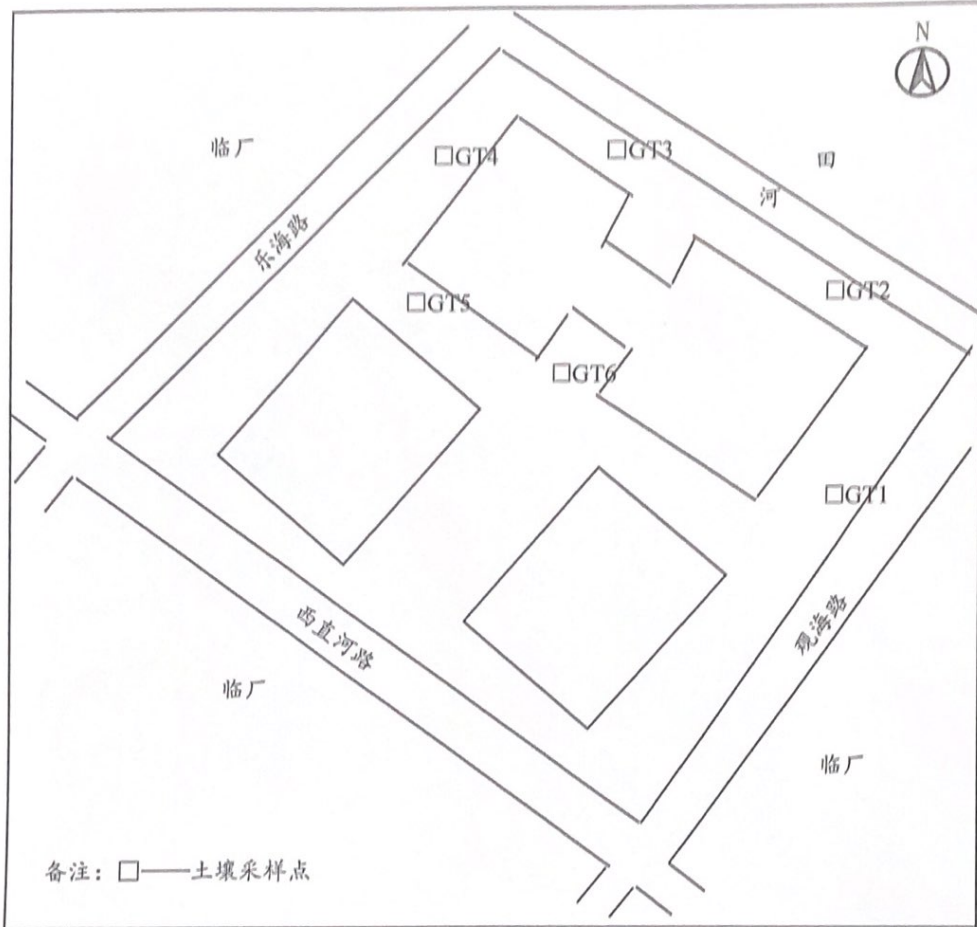 N
临厂
□GT4
□GT3
田
河
乐海路
□GT2
□GT5
□GT6
□GT1
观海路
西直河路
临厂
临厂
备注：□——土壤采样点